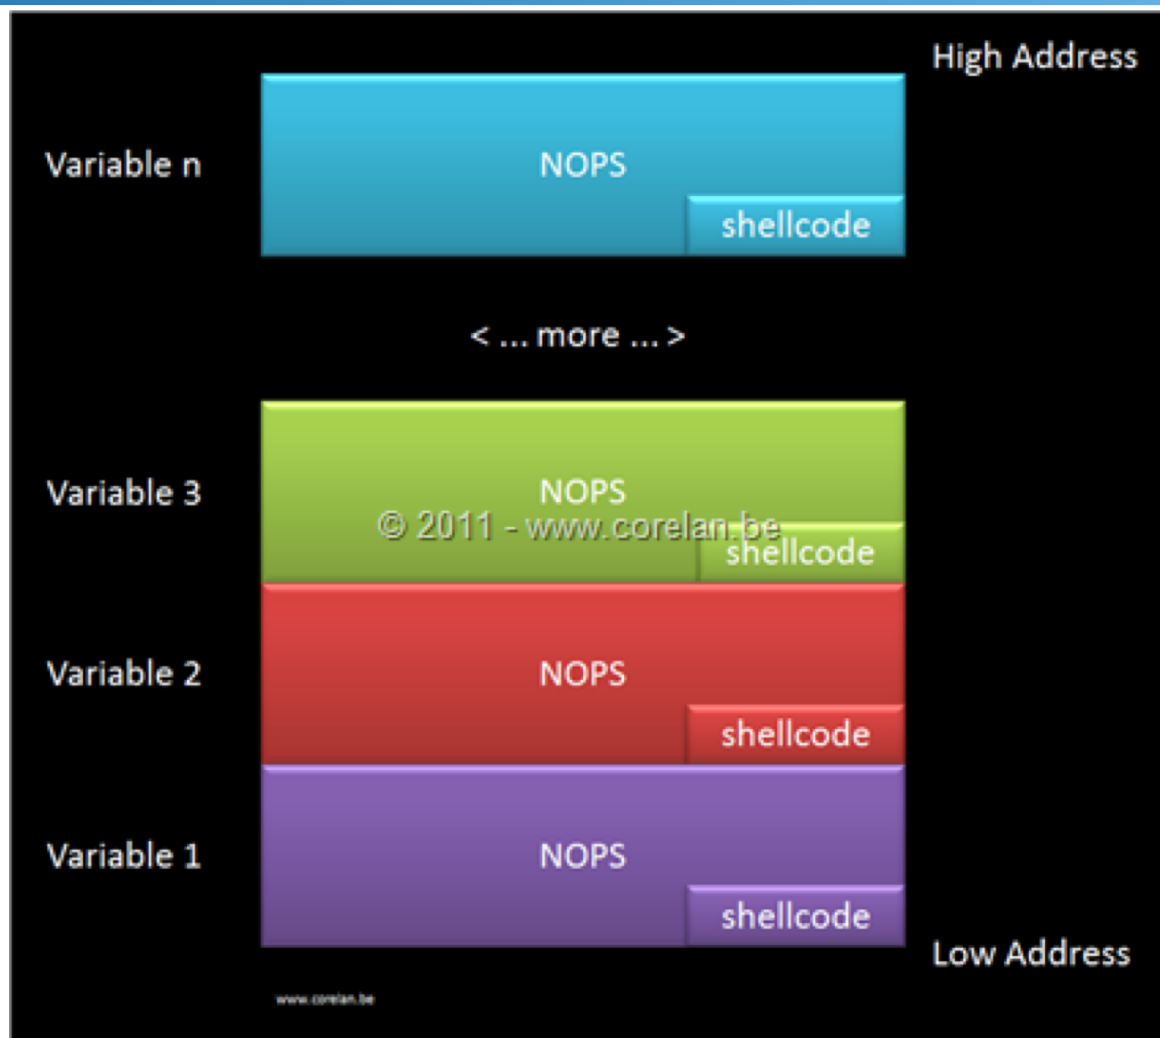 High Address
Variable n
NOPS
shellcode
< ... more ... >
Variable 3
NOPS
© 2011 - www.corelan.be
shellcode
Variable 2
NOPS
shellcode
Variable 1
NOPS
shellcode
Low Address
www.corelan.be